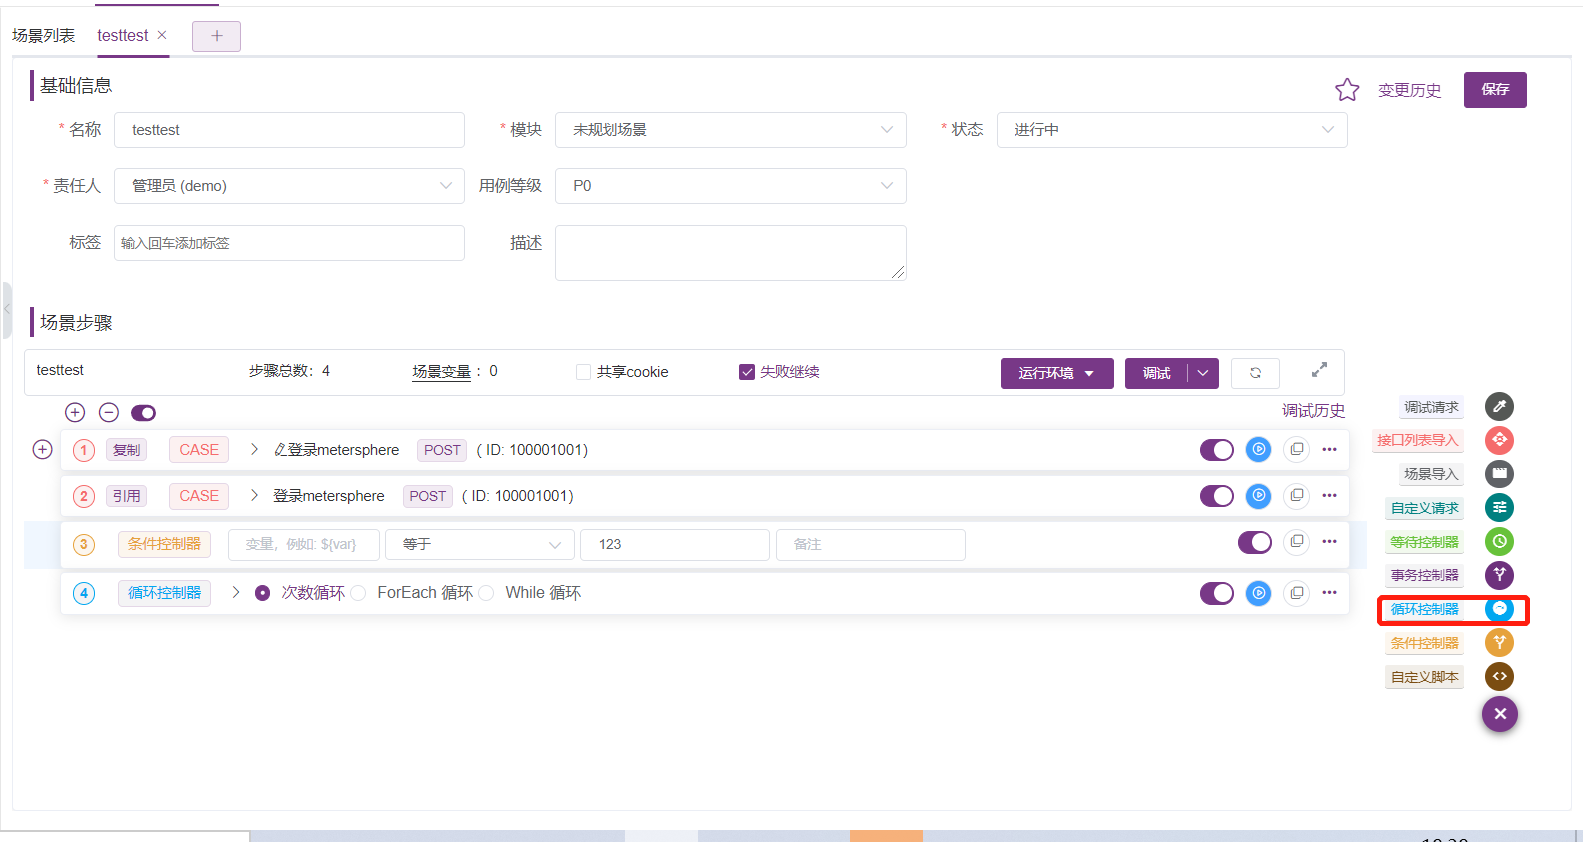 场景列表 testtest
基础信息
变更历史 保存
* 名称 testtest * 模块 未规划场景 * 状态 进行中
* 责任人 管理员 (demo) 用例等级 P0
标签 输入回车添加标签 描述
场景步骤
testtest 步骤总数： 4 场景变量 ： 0 共享cookie 失败继续 运行环境 调试
调试历史
1 复制 CASE 登录metersphere POST ( ID: 100001001)
2 引用 CASE 登录metersphere POST ( ID: 100001001)
3 条件控制器 变量，例如: ${var} 等于 123 备注
4 循环控制器 次数循环 ForEach 循环 While 循环
调试请求
接口列表导入
场景导入
自定义请求
等待控制器
事务控制器
循环控制器
条件控制器
自定义脚本